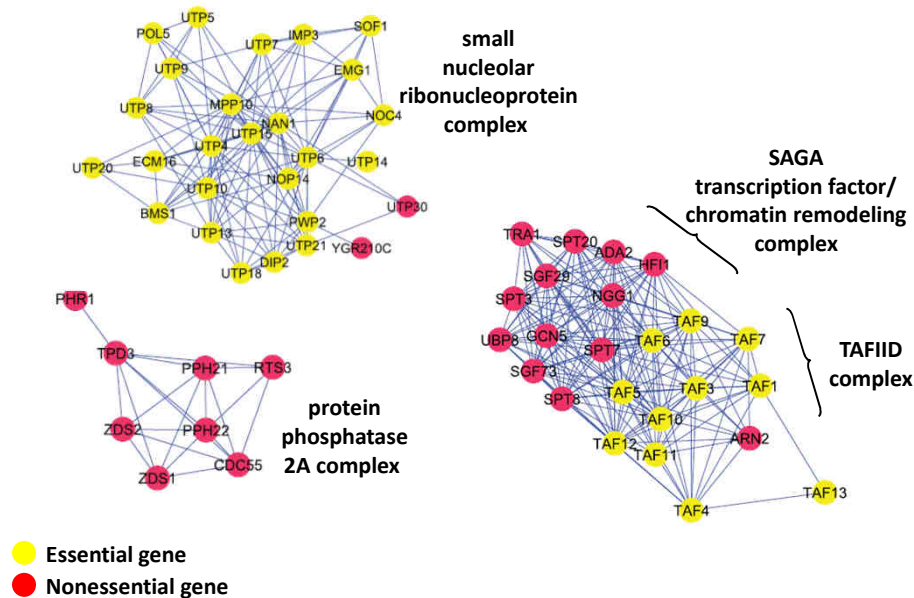 UTP5
POL5
UTP7
IMP3
SOF1
UTP9
EMG1
UTP8
MPP10
NAN1
NOC4
UTP15
UTP4
UTP6
UTP14
UTP20
ECM16
UTP10
NOP14
BMS1
PWP2
UTP30
UTP13
UTP21
YGR210C
UTP18
DIP2
small
nucleolar
ribonucleoprotein
complex
SAGA
transcription factor/
chromatin remodeling
complex
TRA1
SPT20
ADA2
HFI1
SGF29
NGG1
SPT3
UBP8
GCN5
SPT7
TAF6
TAF9
TAF7
SGF73
SPT8
TAF5
TAF3
TAF1
TAF10
TAF12
TAF11
ARN2
TAF4
TAF13
TAFIID
complex
PHR1
TPD3
PPH21
RTS3
ZDS2
PPH22
ZDS1
CDC55
protein
phosphatase
2A complex
Essential gene
Nonessential gene